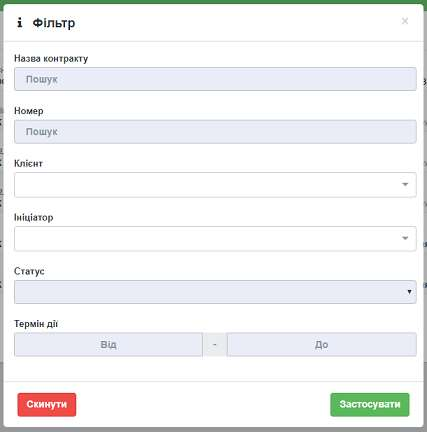 Фільтр
×
Назва контракту
Пошук
Номер
Пошук
Клієнт
Ініціатор
Статус
Термін дії
Від - До
Скинути Застосувати